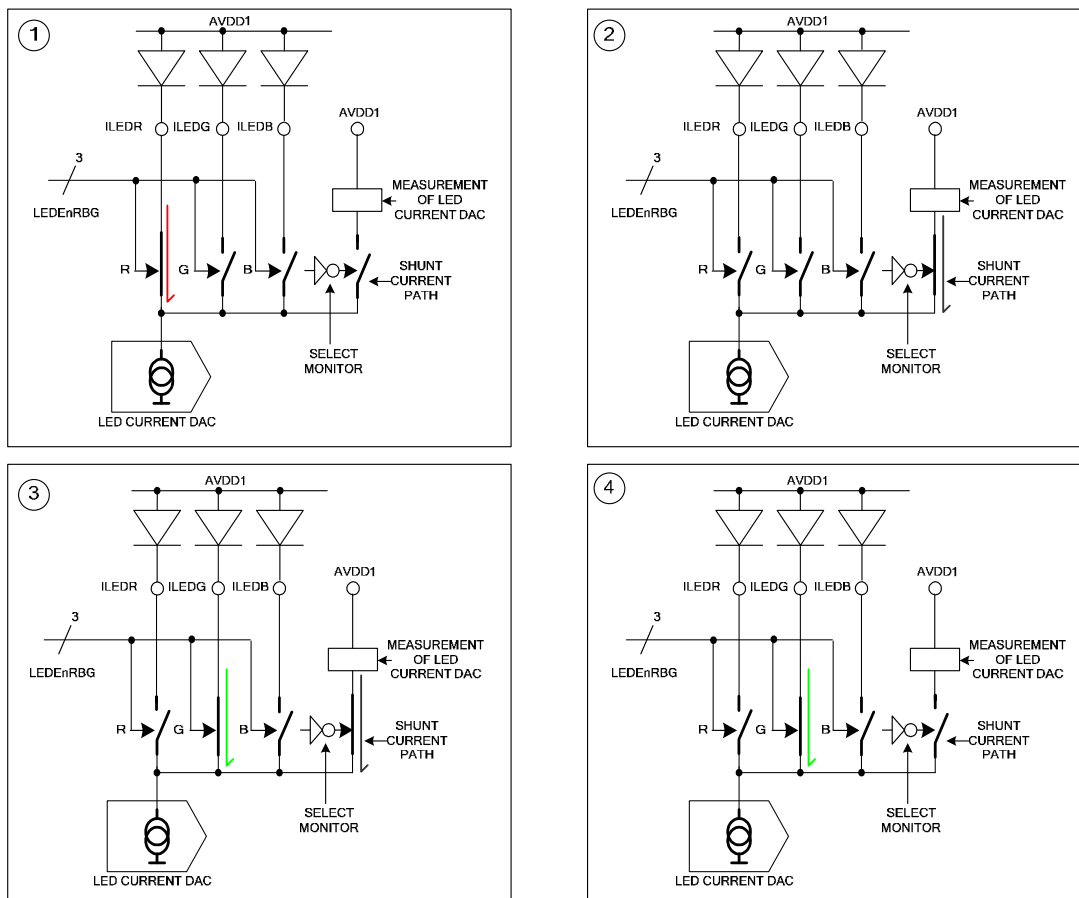 1
AVDD1
ILEDR
ILEDG
ILEDB
AVDD1
3
LEDEnRBG
MEASUREMENT
OF LED
CURRENT DAC
R
G
B
SHUNT
CURRENT
PATH
SELECT
MONITOR
LED CURRENT DAC
2
AVDD1
ILEDR
ILEDG
ILEDB
AVDD1
3
LEDEnRBG
MEASUREMENT
OF LED
CURRENT DAC
R
G
B
SHUNT
CURRENT
PATH
SELECT
MONITOR
LED CURRENT DAC
3
AVDD1
ILEDR
ILEDG
ILEDB
AVDD1
3
LEDEnRBG
MEASUREMENT
OF LED
CURRENT DAC
R
G
B
SHUNT
CURRENT
PATH
SELECT
MONITOR
LED CURRENT DAC
4
AVDD1
ILEDR
ILEDG
ILEDB
AVDD1
3
LEDEnRBG
MEASUREMENT
OF LED
CURRENT DAC
R
G
B
SHUNT
CURRENT
PATH
SELECT
MONITOR
LED CURRENT DAC